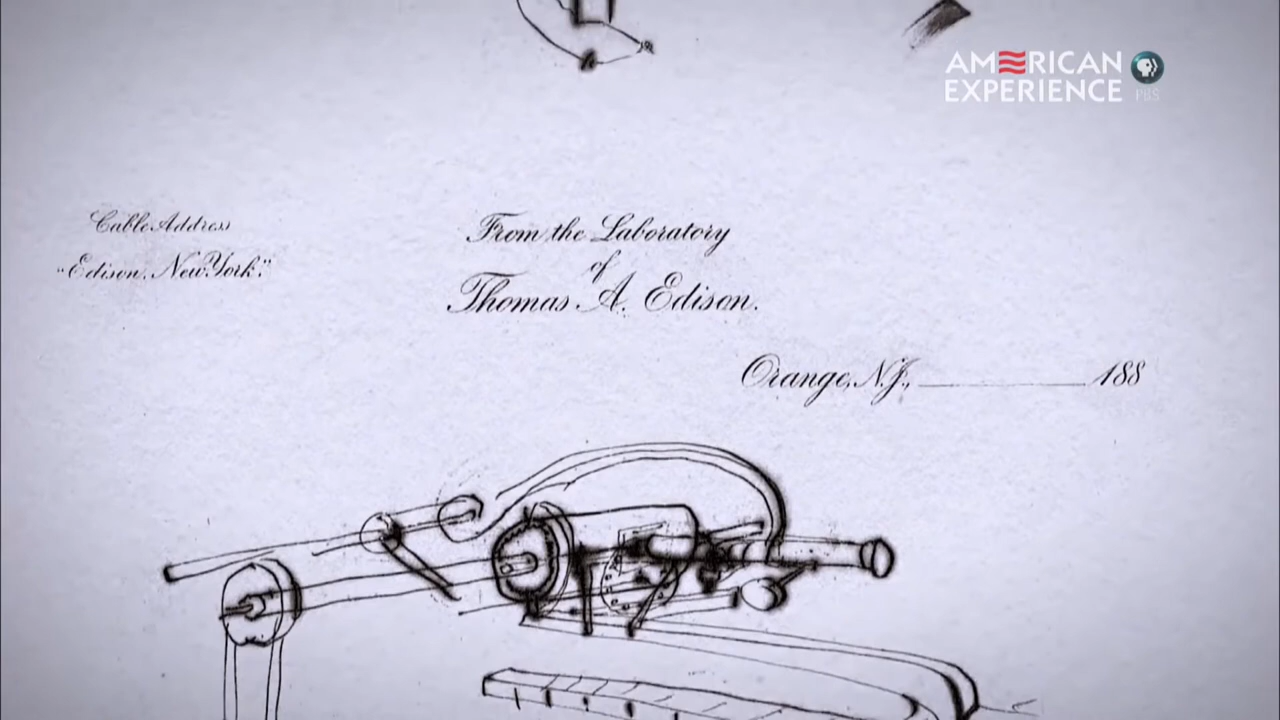 AMERICAN
EXPERIENCE
PBS
Cable Address
"Edison, New York."
From the Laboratory
of
Thomas A. Edison.
Orange, N.J., 188